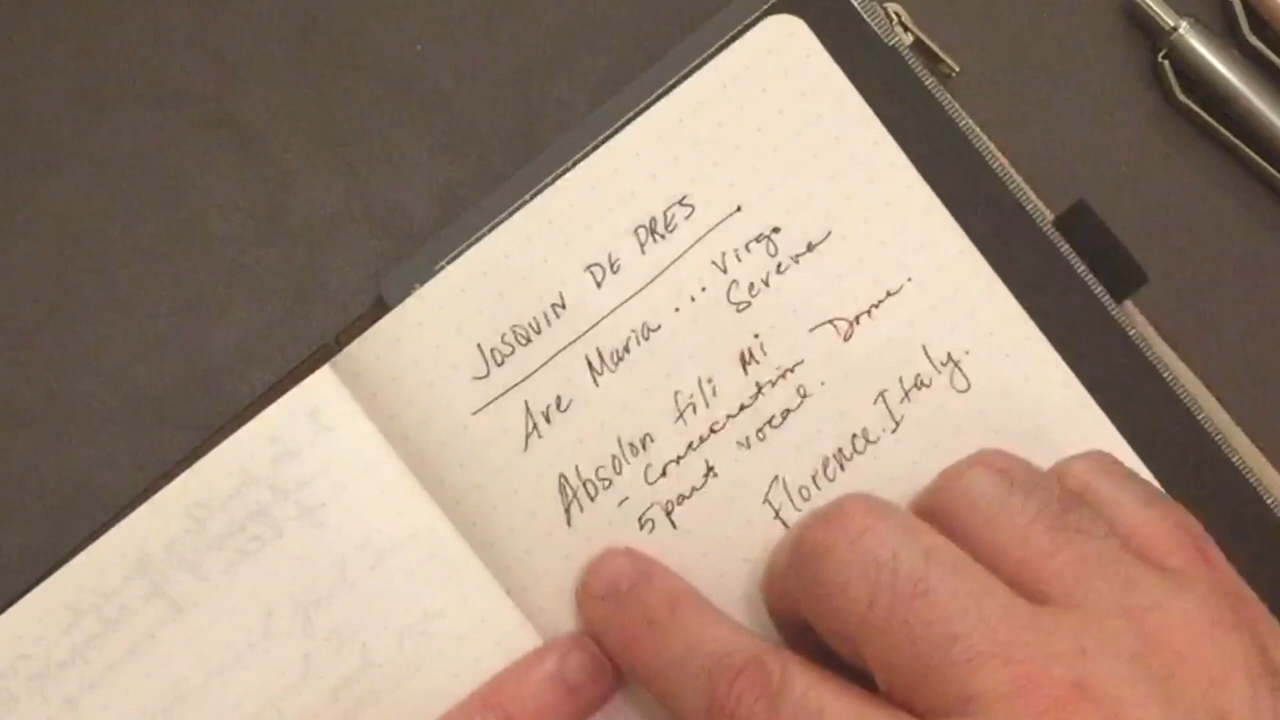 JOSQUIN DE PRES
Ave Maria ... Virgo
Serena
Absolon fili Mi
- Consecration Dome.
5 part vocal.
Florence. Italy.